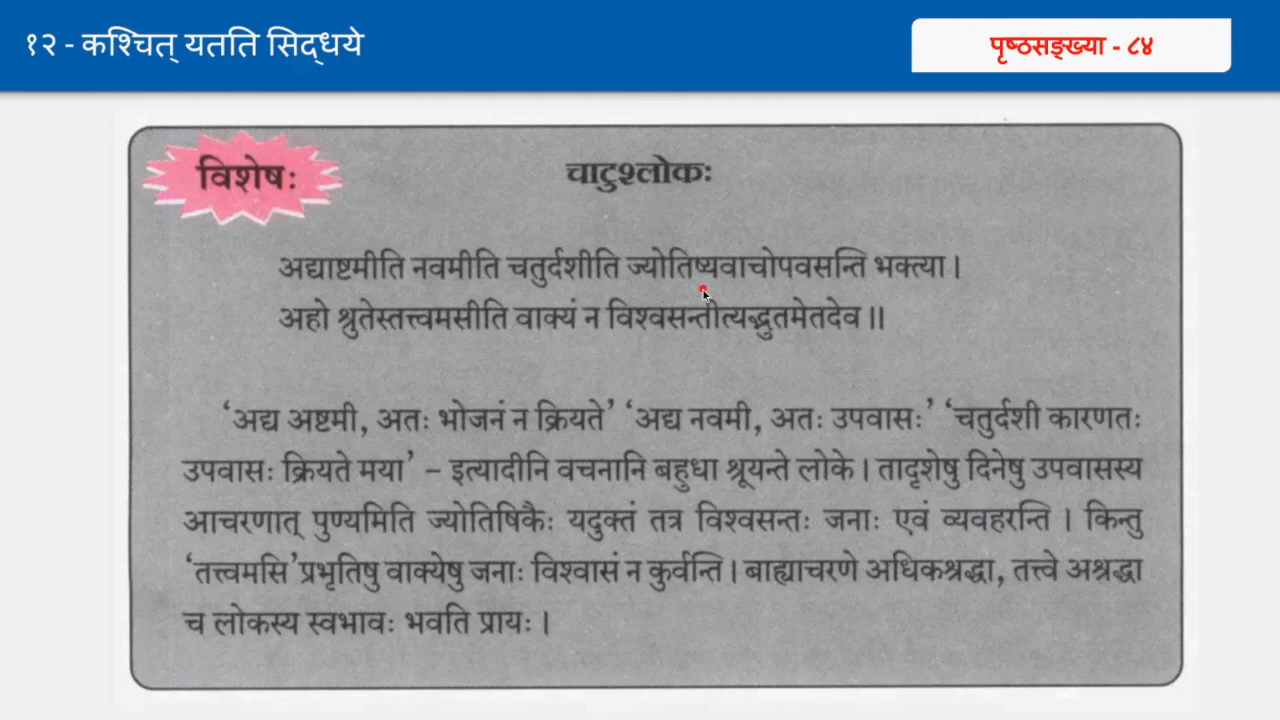 १२ - कश्चित् यतति सिद्धये
पृष्ठसङ्ख्या - ८४
विशेषः
चाटुश्लोकः
अद्याष्टमीति नवमीति चतुर्दशीति ज्योतिष्यवाचोपवसन्ति भक्त्या ।
अहो श्रुतेस्तत्त्वमसीति वाक्यं न विश्वसन्तीत्यद्भुतमेतदेव ॥
‘अद्य अष्टमी, अतः भोजनं न क्रियते’ ‘अद्य नवमी, अतः उपवासः’ ‘चतुर्दशी कारणतः
उपवासः क्रियते मया’ – इत्यादीनि वचनानि बहुधा श्रूयन्ते लोके । तादृशेषु दिनेषु उपवासस्य
आचरणात् पुण्यमिति ज्योतिषिकैः यदुक्तं तत्र विश्वसन्तः जनाः एवं व्यवहरन्ति । किन्तु
‘तत्त्वमसि’प्रभृतिषु वाक्येषु जनाः विश्वासं न कुर्वन्ति । बाह्याचरणे अधिकश्रद्धा, तत्त्वे अश्रद्धा
च लोकस्य स्वभावः भवति प्रायः ।